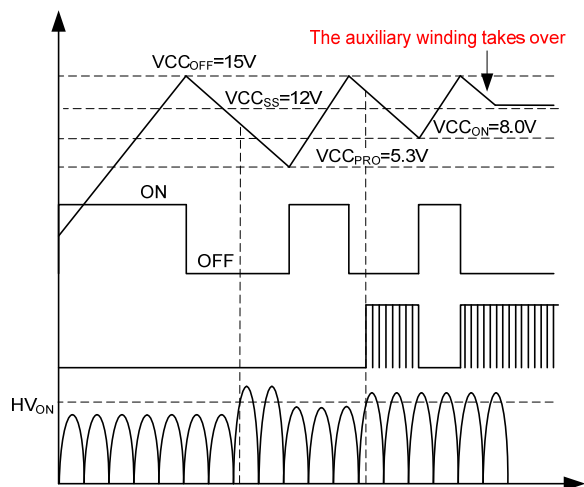 The auxiliary winding takes over
VCCOFF=15V
VCCSS=12V
VCCON=8.0V
VCCPRO=5.3V
ON
OFF
HVON